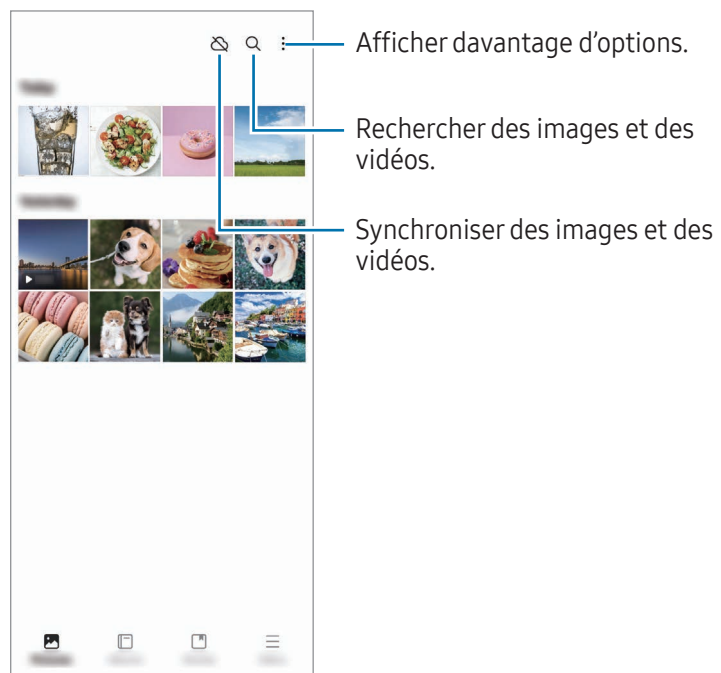 Afficher davantage d'options.
Rechercher des images et des
vidéos.
Synchroniser des images et des
vidéos.